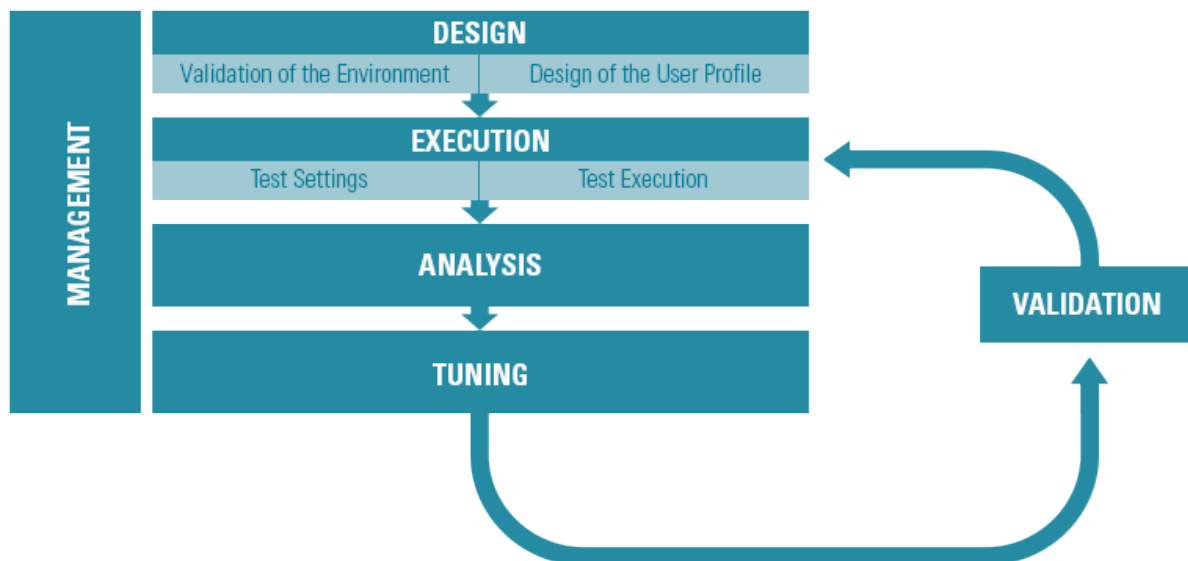 MANAGEMENT
DESIGN
Validation of the Environment
Design of the User Profile
EXECUTION
Test Settings
Test Execution
ANALYSIS
TUNING
VALIDATION